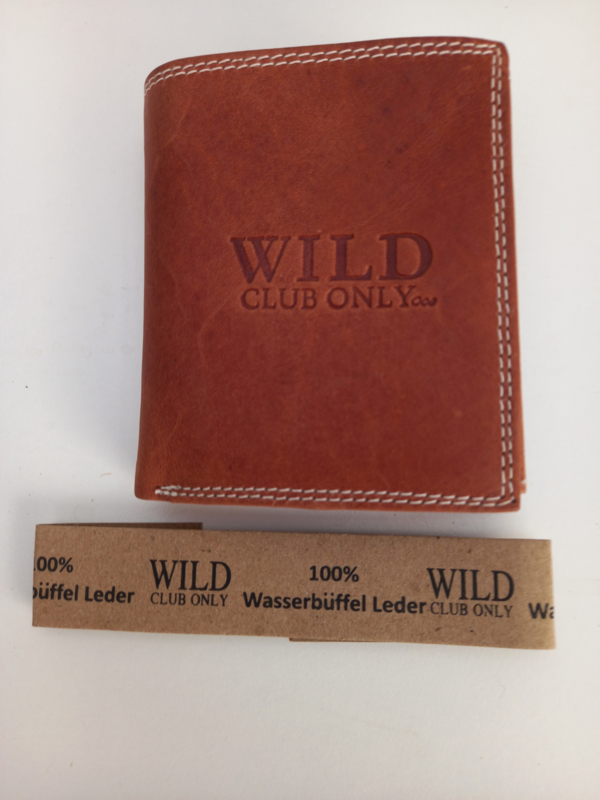 WILD
CLUB ONLY
100%
WILD
100%
WILD
büffel Leder
CLUB ONLY
Wasserbüffel Leder
CLUB ONLY